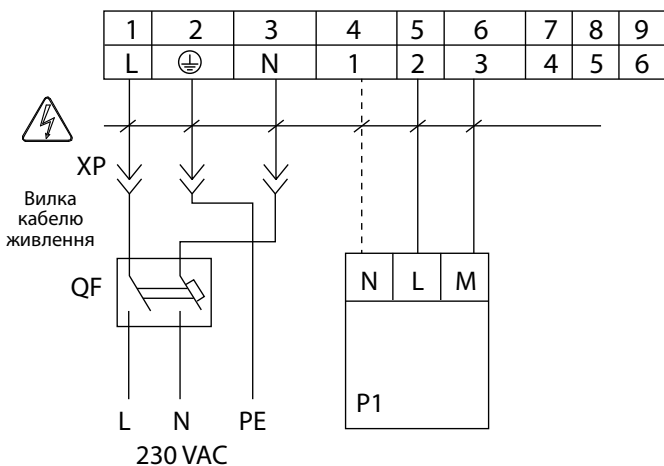 1 2 3 4 5 6 7 8 9
L N 1 2 3 4 5 6
XP
Вилка
кабелю
живлення
QF
N L M
P1
L N PE
230 VAC